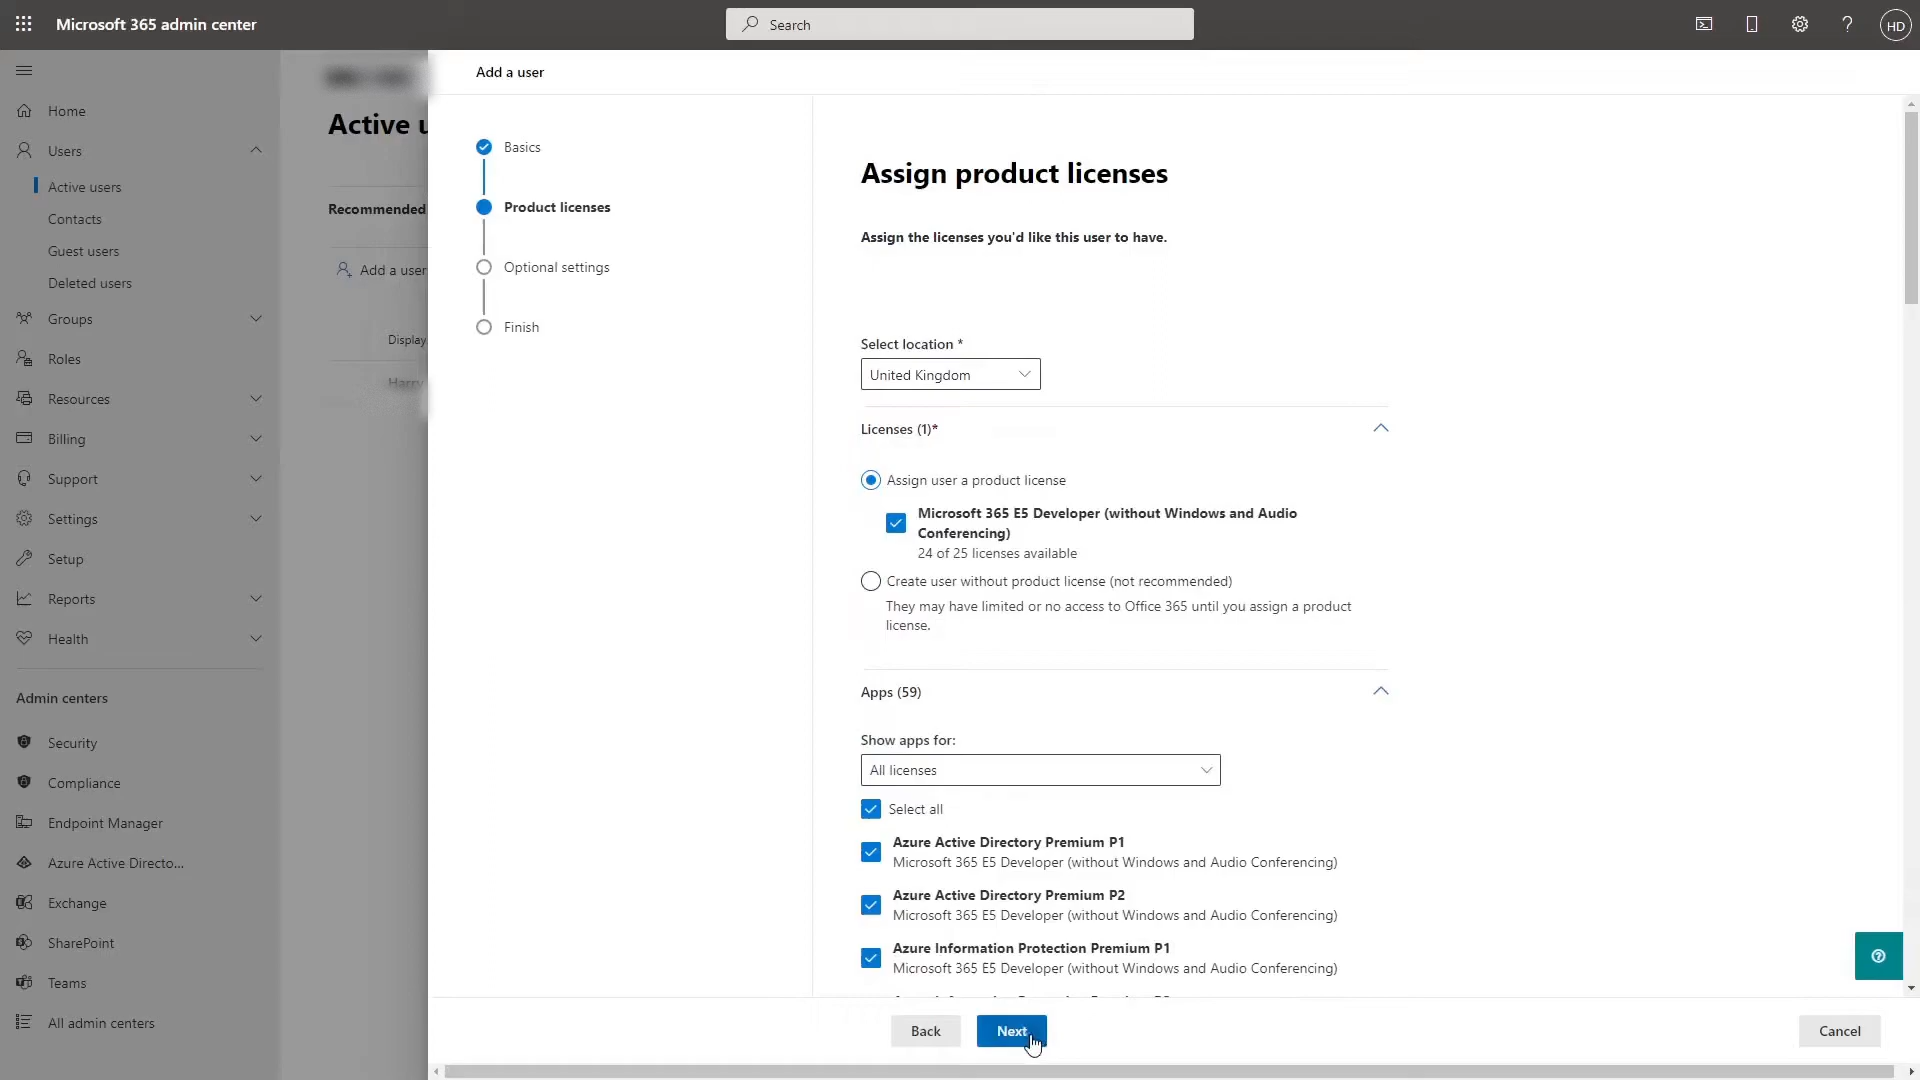 Microsoft 365 admin center
Search
HD
Home
Users
Active users
Contacts
Guest users
Deleted users
Groups
Roles
Resources
Billing
Support
Settings
Setup
Reports
Health
Admin centers
Security
Compliance
Endpoint Manager
Azure Active Directo...
Exchange
SharePoint
Teams
All admin centers
Active u
Recommended
Add a user
Display
Harry
Add a user
Basics
Product licenses
Optional settings
Finish
Assign product licenses
Assign the licenses you'd like this user to have.
Select location *
United Kingdom
Licenses (1)*
Assign user a product license
Microsoft 365 E5 Developer (without Windows and Audio
Conferencing)
24 of 25 licenses available
Create user without product license (not recommended)
They may have limited or no access to Office 365 until you assign a product
license.
Apps (59)
Show apps for:
All licenses
Select all
Azure Active Directory Premium P1
Microsoft 365 E5 Developer (without Windows and Audio Conferencing)
Azure Active Directory Premium P2
Microsoft 365 E5 Developer (without Windows and Audio Conferencing)
Azure Information Protection Premium P1
Microsoft 365 E5 Developer (without Windows and Audio Conferencing)
Back
Next
Cancel